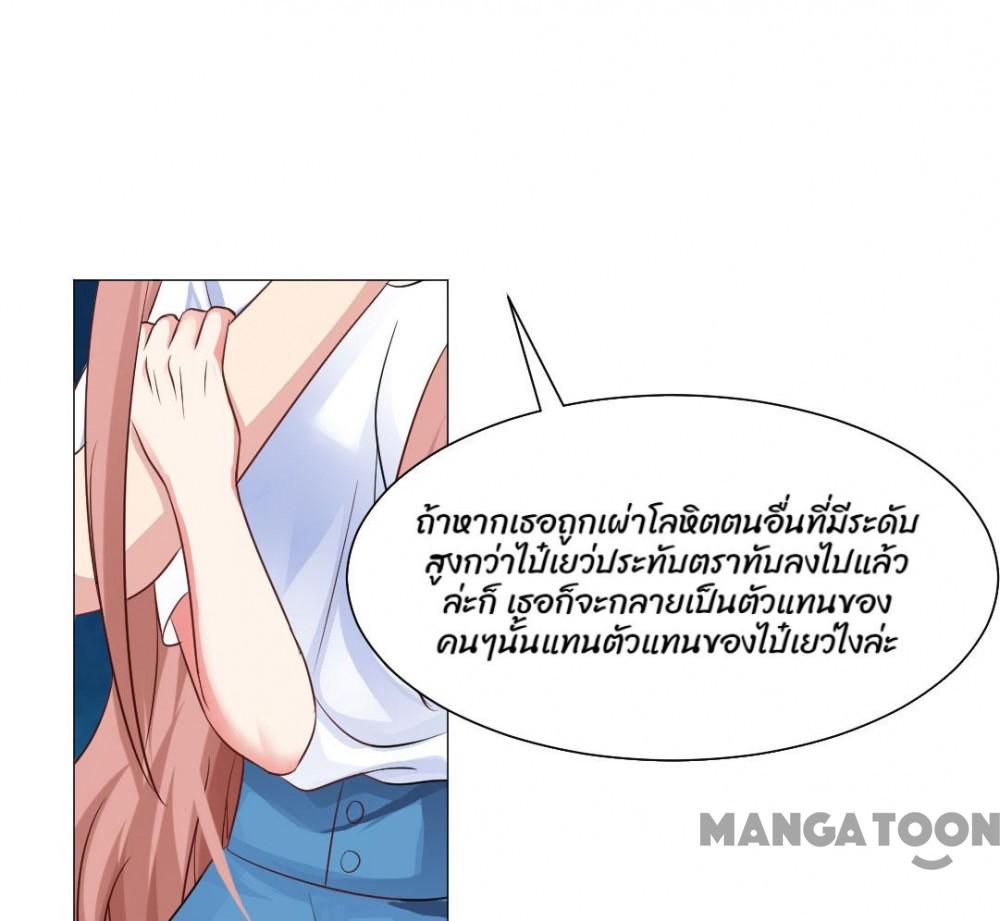 ถ้าหากเธอถูกเผ่าโลหิตตนอื่นที่มีระดับ
สูงกว่าไป๋เยว่ประทับตราทับลงไปแล้ว
ล่ะก็ เธอก็จะกลายเป็นตัวแทนของ
คนๆนั้นแทนตัวแทนของไป๋เยว่ไงล่ะ
MANGATOON